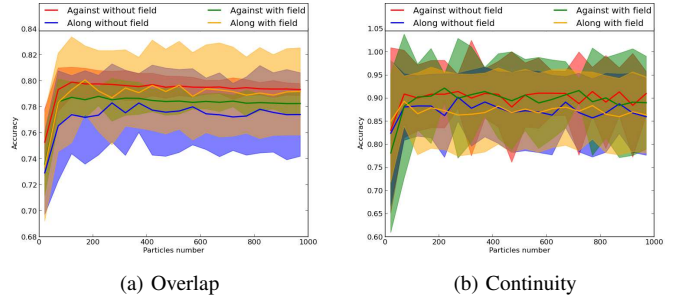 Against without field
Along without field
Against with field
Along with field
0.84
0.82
0.80
0.78
0.76
0.74
0.72
0.70
0.68
Accuracy
0 200 400 600 800 1000
Particles number
(a) Overlap
Against without field
Along without field
Against with field
Along with field
1.05
1.00
0.95
0.90
0.85
0.80
0.75
0.70
0.65
0.60
Accuracy
0 200 400 600 800 1000
Particles number
(b) Continuity